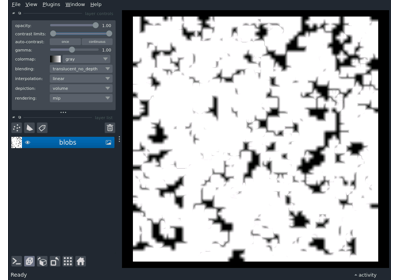 File View Plugins Window Help
opacity: 1.00
contrast limits:
auto-contrast: once continuous
gamma: 1.00
colormap: gray
blending: translucent_no_depth
interpolation: linear
depiction: volume
rendering: mip
blobs
Ready
activity